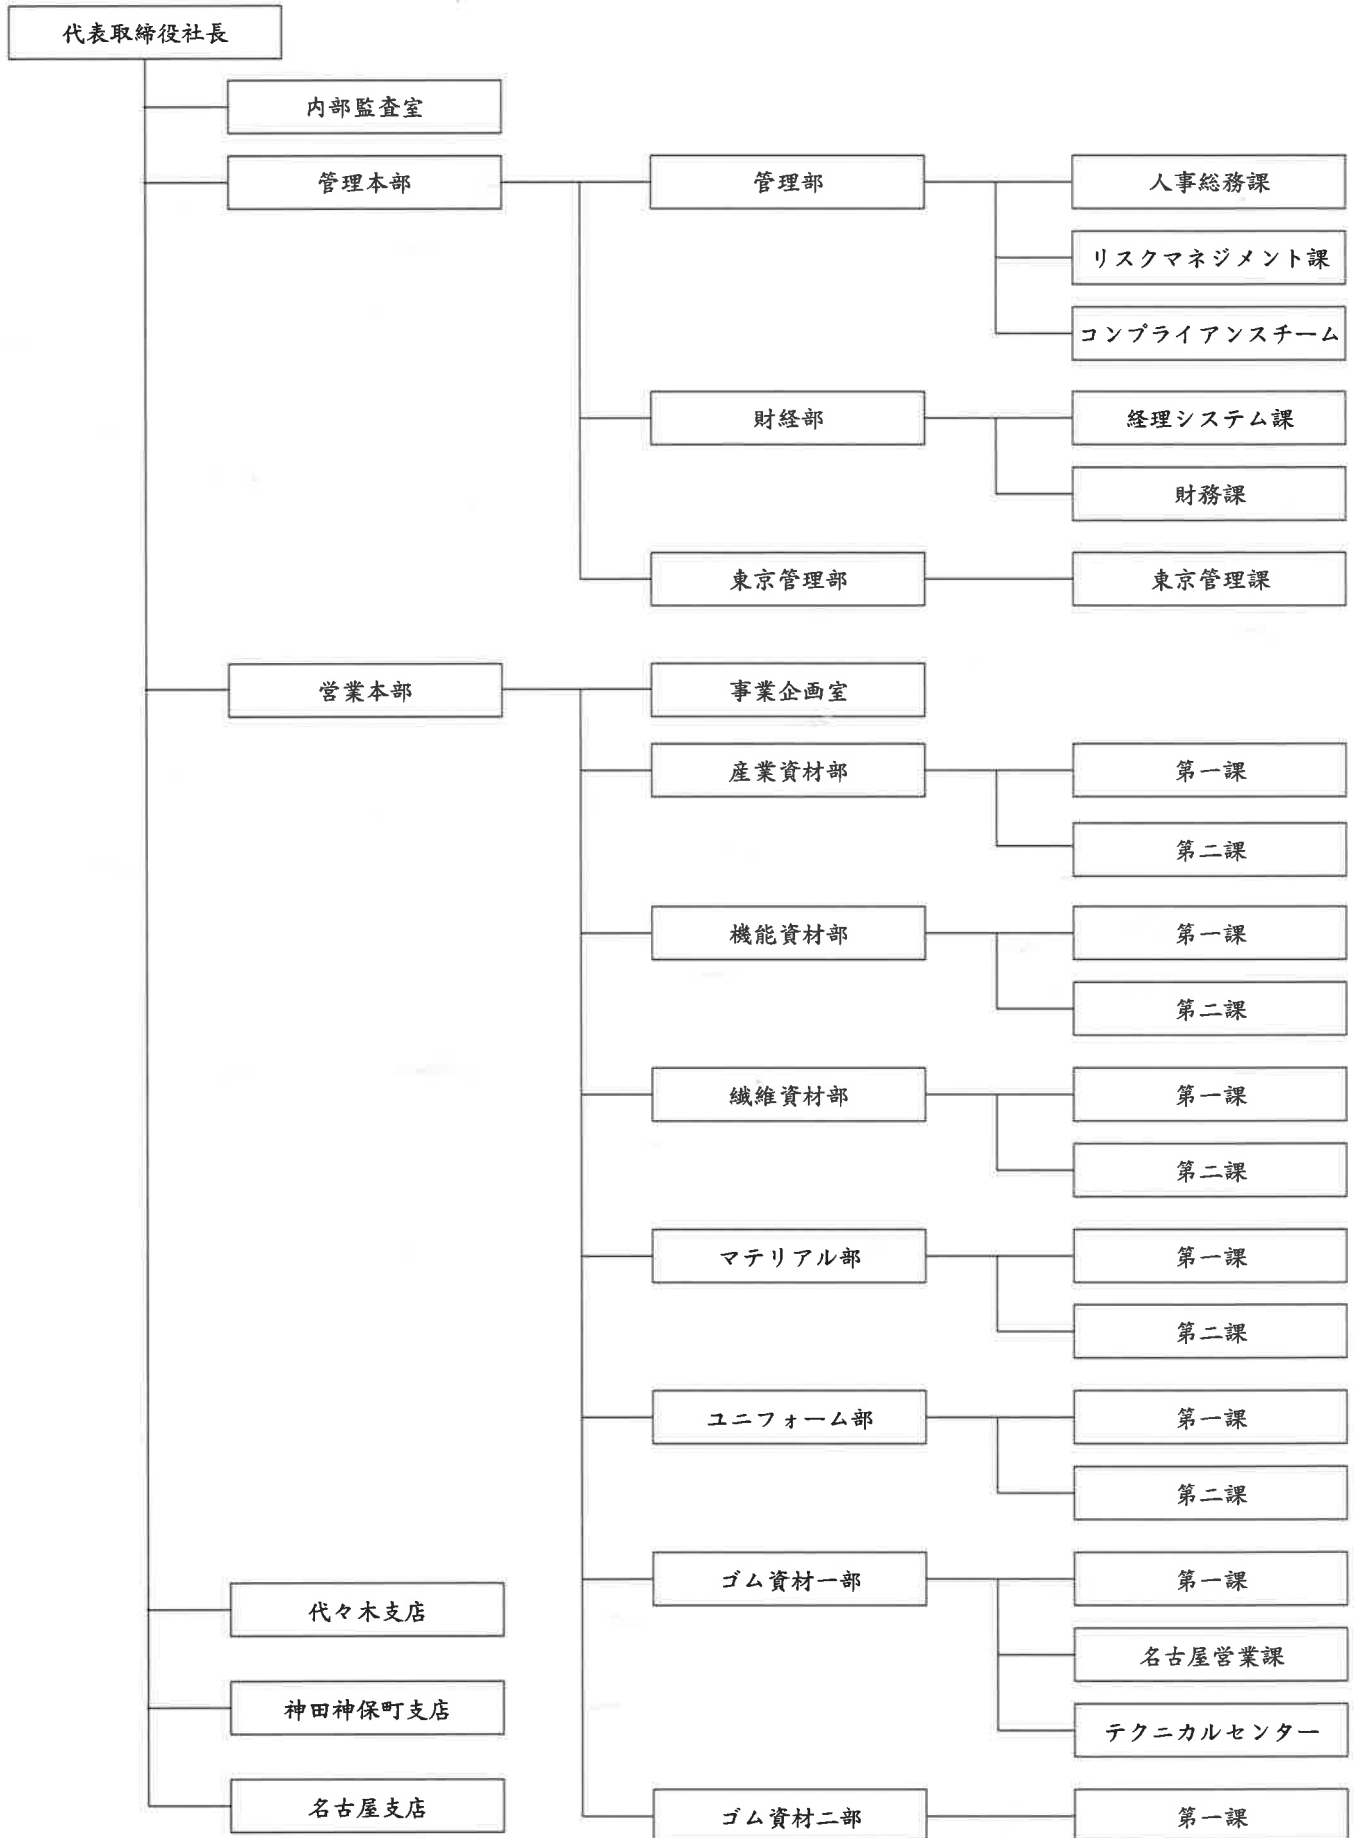 代表取締役社長
内部監査室
管理本部
管理部
人事総務課
リスクマネジメント課
コンプライアンスチーム
財経部
経理システム課
財務課
東京管理部
東京管理課
営業本部
事業企画室
産業資材部
第一課
第二課
機能資材部
第一課
第二課
繊維資材部
第一課
第二課
マテリアル部
第一課
第二課
ユニフォーム部
第一課
第二課
ゴム資材一部
第一課
名古屋営業課
テクニカルセンター
ゴム資材二部
第一課
代々木支店
神田神保町支店
名古屋支店